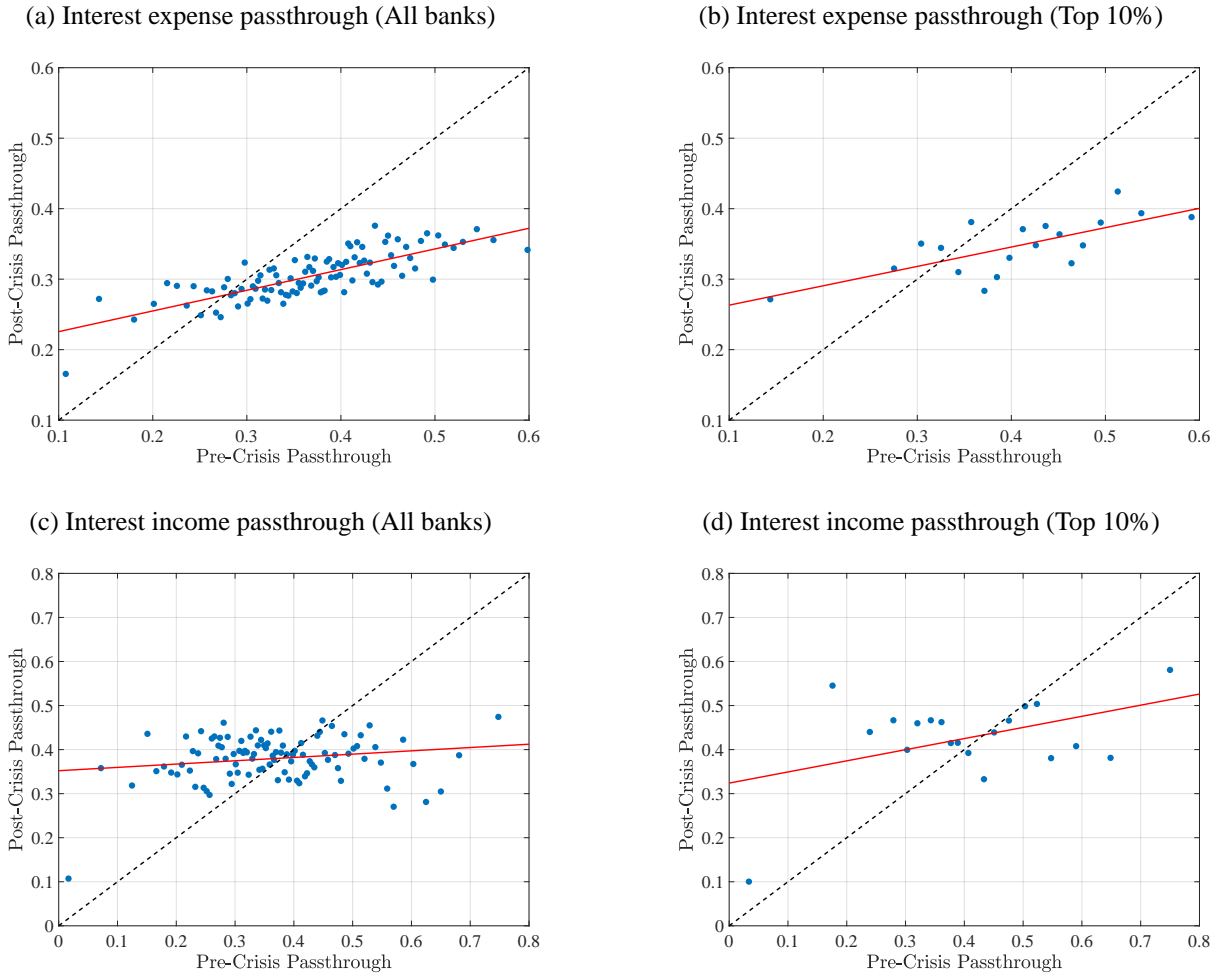 (a) Interest expense passthrough (All banks)
0.6
0.5
0.4
0.3
0.2
0.1
Post-Crisis Passthrough
0.1 0.2 0.3 0.4 0.5 0.6
Pre-Crisis Passthrough
(b) Interest expense passthrough (Top 10%)
0.6
0.5
0.4
0.3
0.2
0.1
Post-Crisis Passthrough
0.1 0.2 0.3 0.4 0.5 0.6
Pre-Crisis Passthrough
(c) Interest income passthrough (All banks)
0.8
0.7
0.6
0.5
0.4
0.3
0.2
0.1
0
Post-Crisis Passthrough
0 0.1 0.2 0.3 0.4 0.5 0.6 0.7 0.8
Pre-Crisis Passthrough
(d) Interest income passthrough (Top 10%)
0.8
0.7
0.6
0.5
0.4
0.3
0.2
0.1
0
Post-Crisis Passthrough
0 0.1 0.2 0.3 0.4 0.5 0.6 0.7 0.8
Pre-Crisis Passthrough